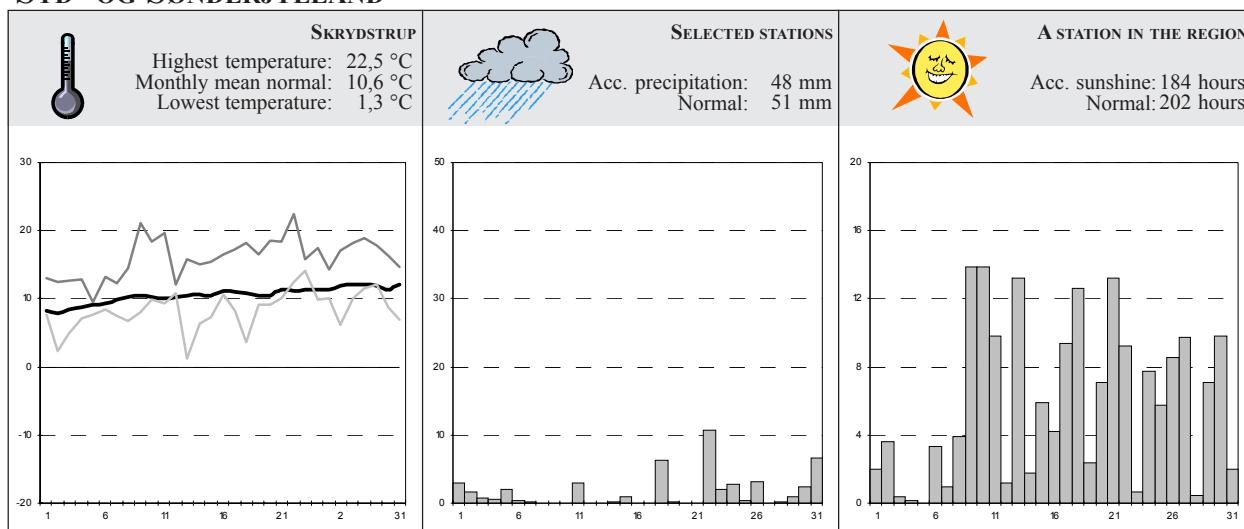 SYD- OG SØNDERJYLLAND
SKRYDSTRUP
Highest temperature: 22,5 °C
Monthly mean normal: 10,6 °C
Lowest temperature: 1,3 °C
SELECTED STATIONS
Acc. precipitation: 48 mm
Normal: 51 mm
A STATION IN THE REGION
Acc. sunshine: 184 hours
Normal: 202 hours
30
20
10
0
-10
-20
1 6 11 16 21 2 31
50
40
30
20
10
0
1 6 11 16 21 26 31
20
16
12
8
4
0
1 6 11 16 21 26 31